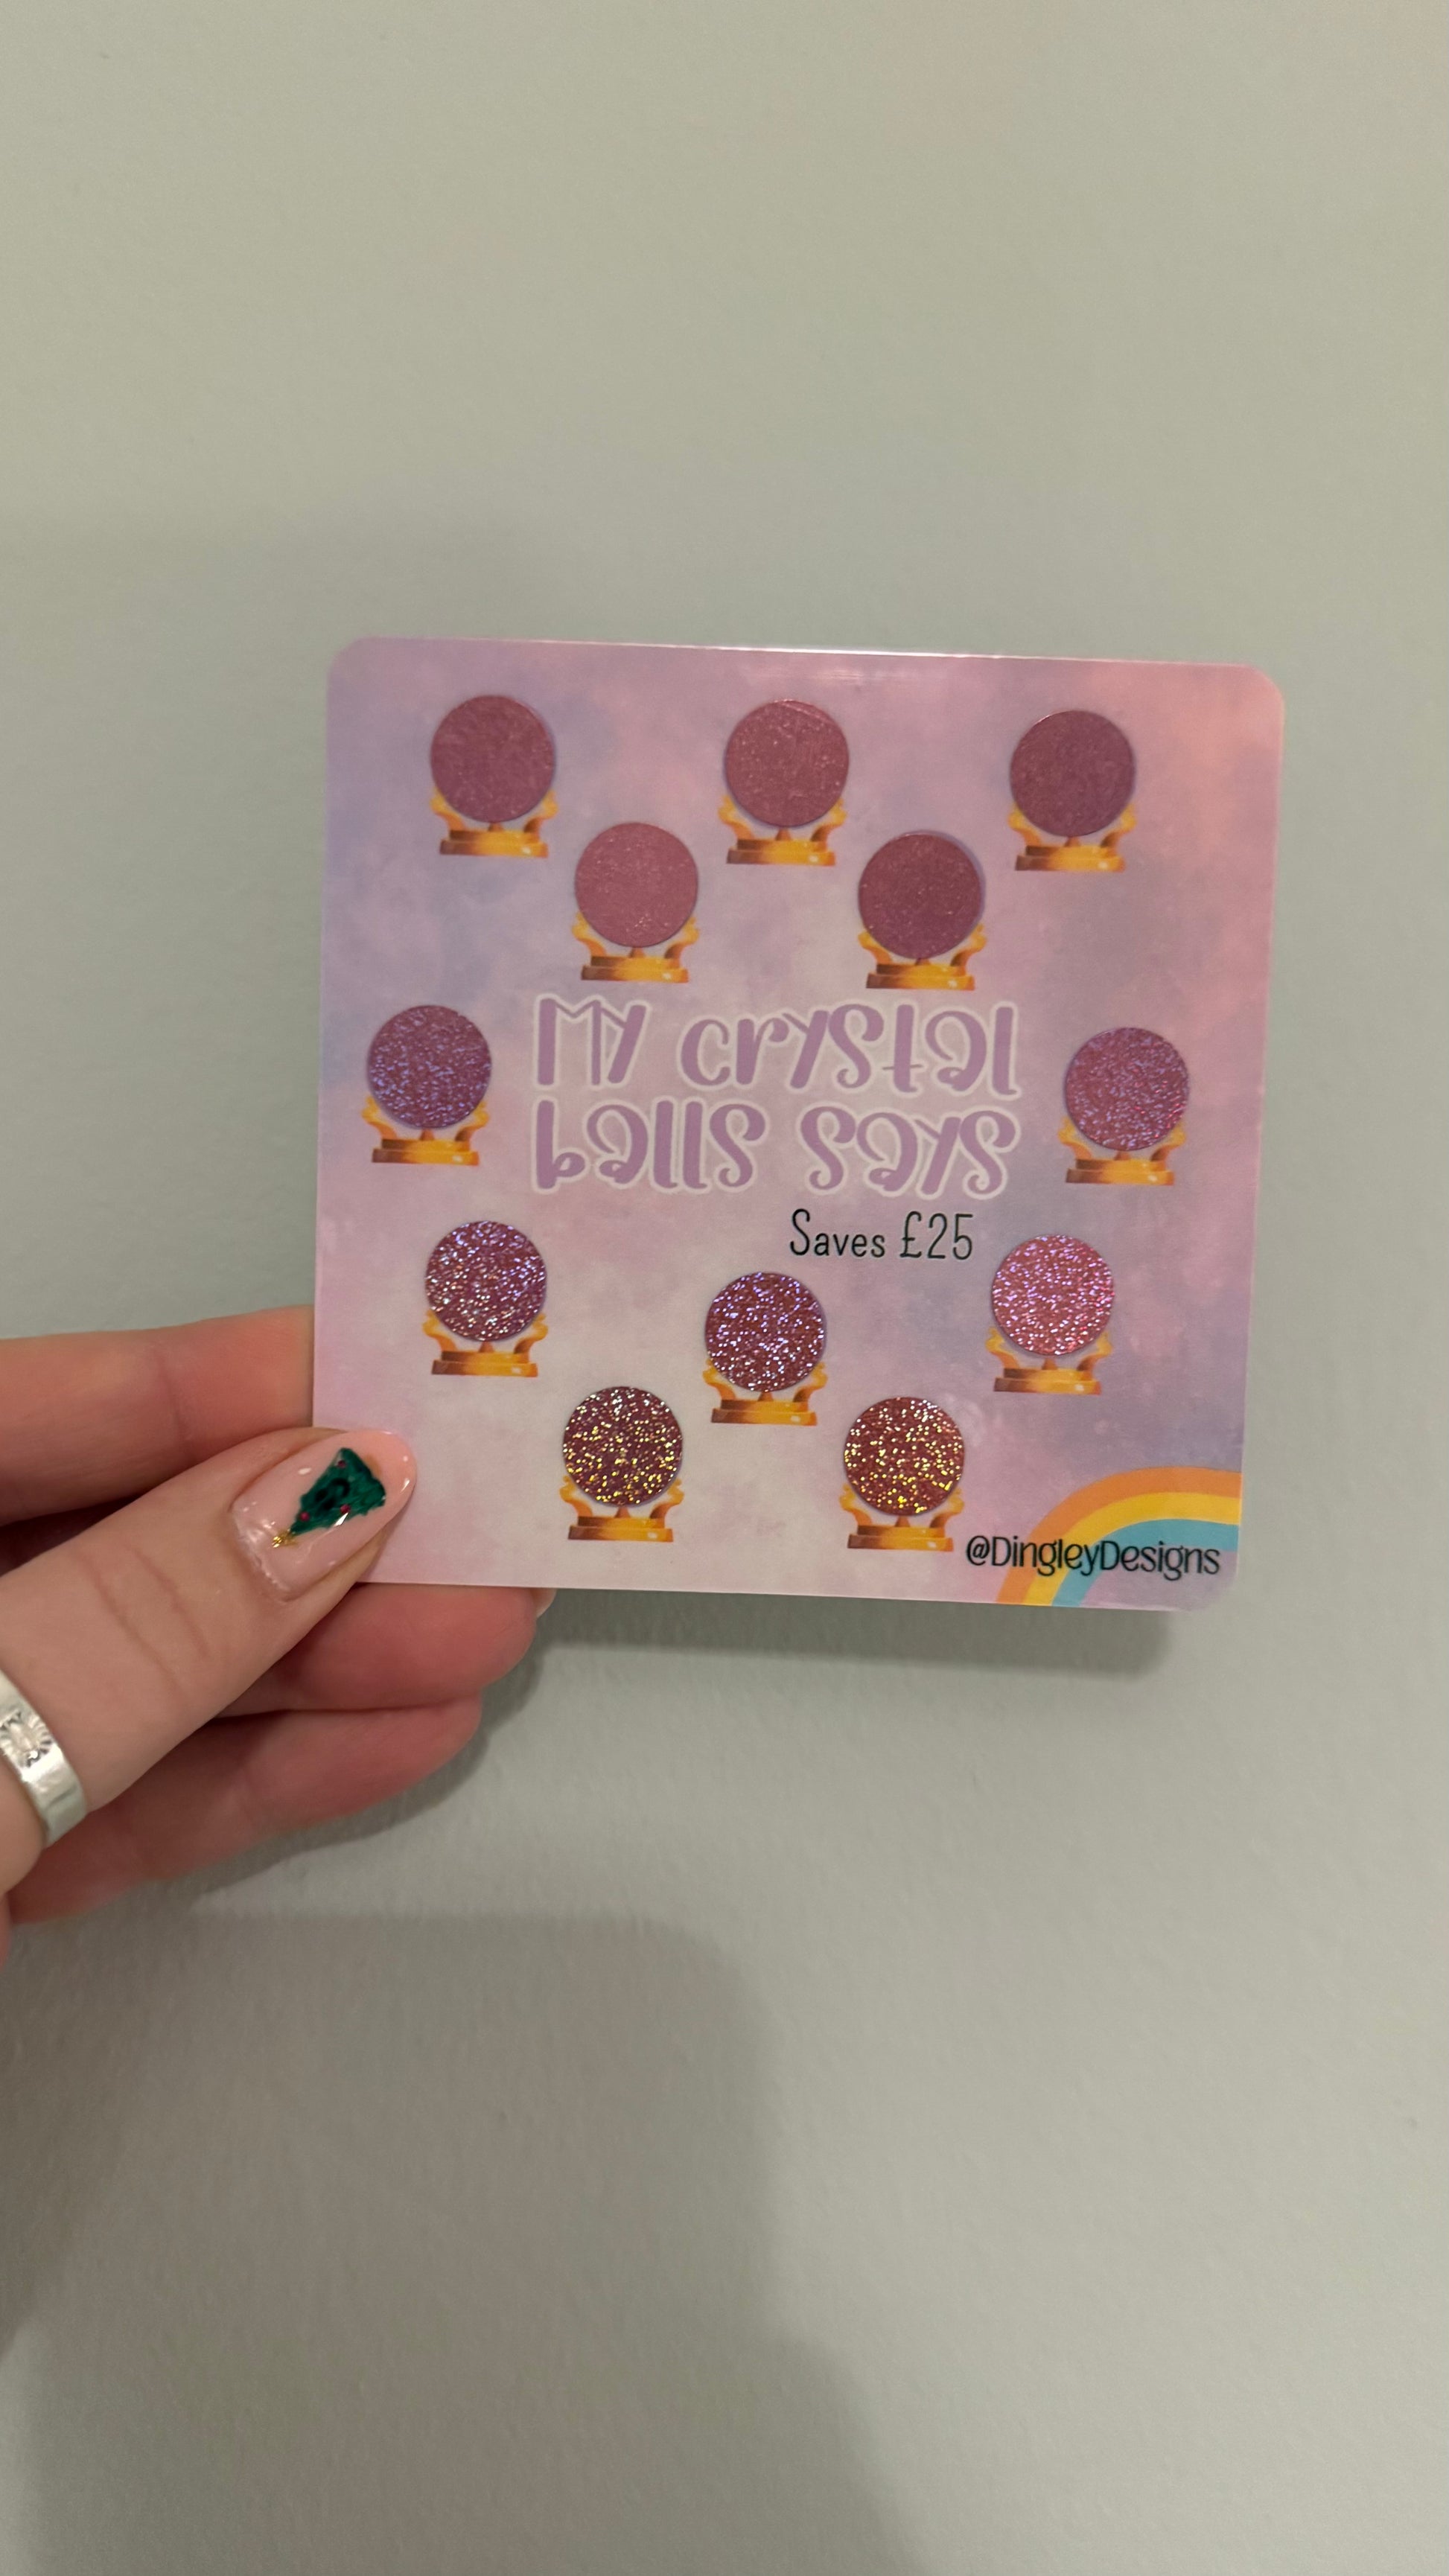 My crystal
balls says
Saves £25
@DingleyDesigns